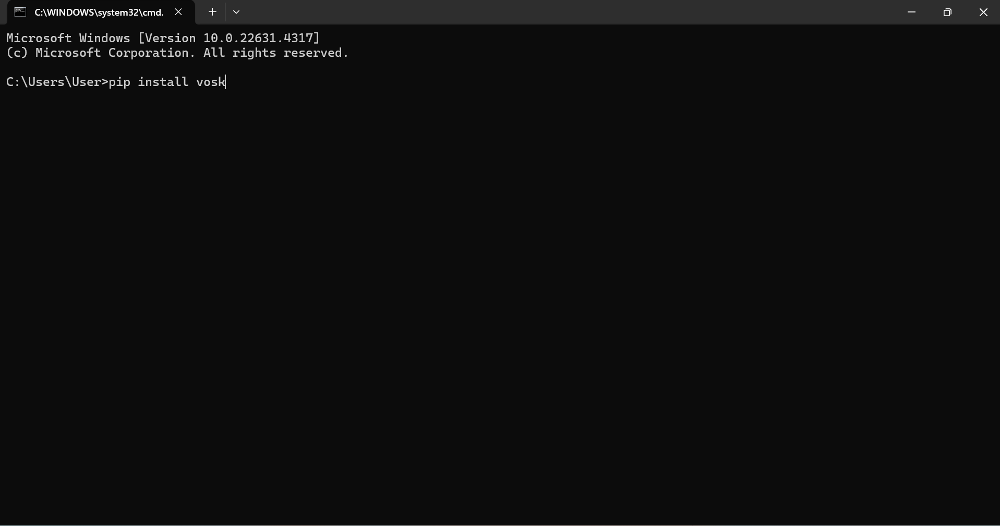 C:\WINDOWS\system32\cmd.
Microsoft Windows [Version 10.0.22631.4317]
(c) Microsoft Corporation. All rights reserved.
C:\Users\User>pip install vosk